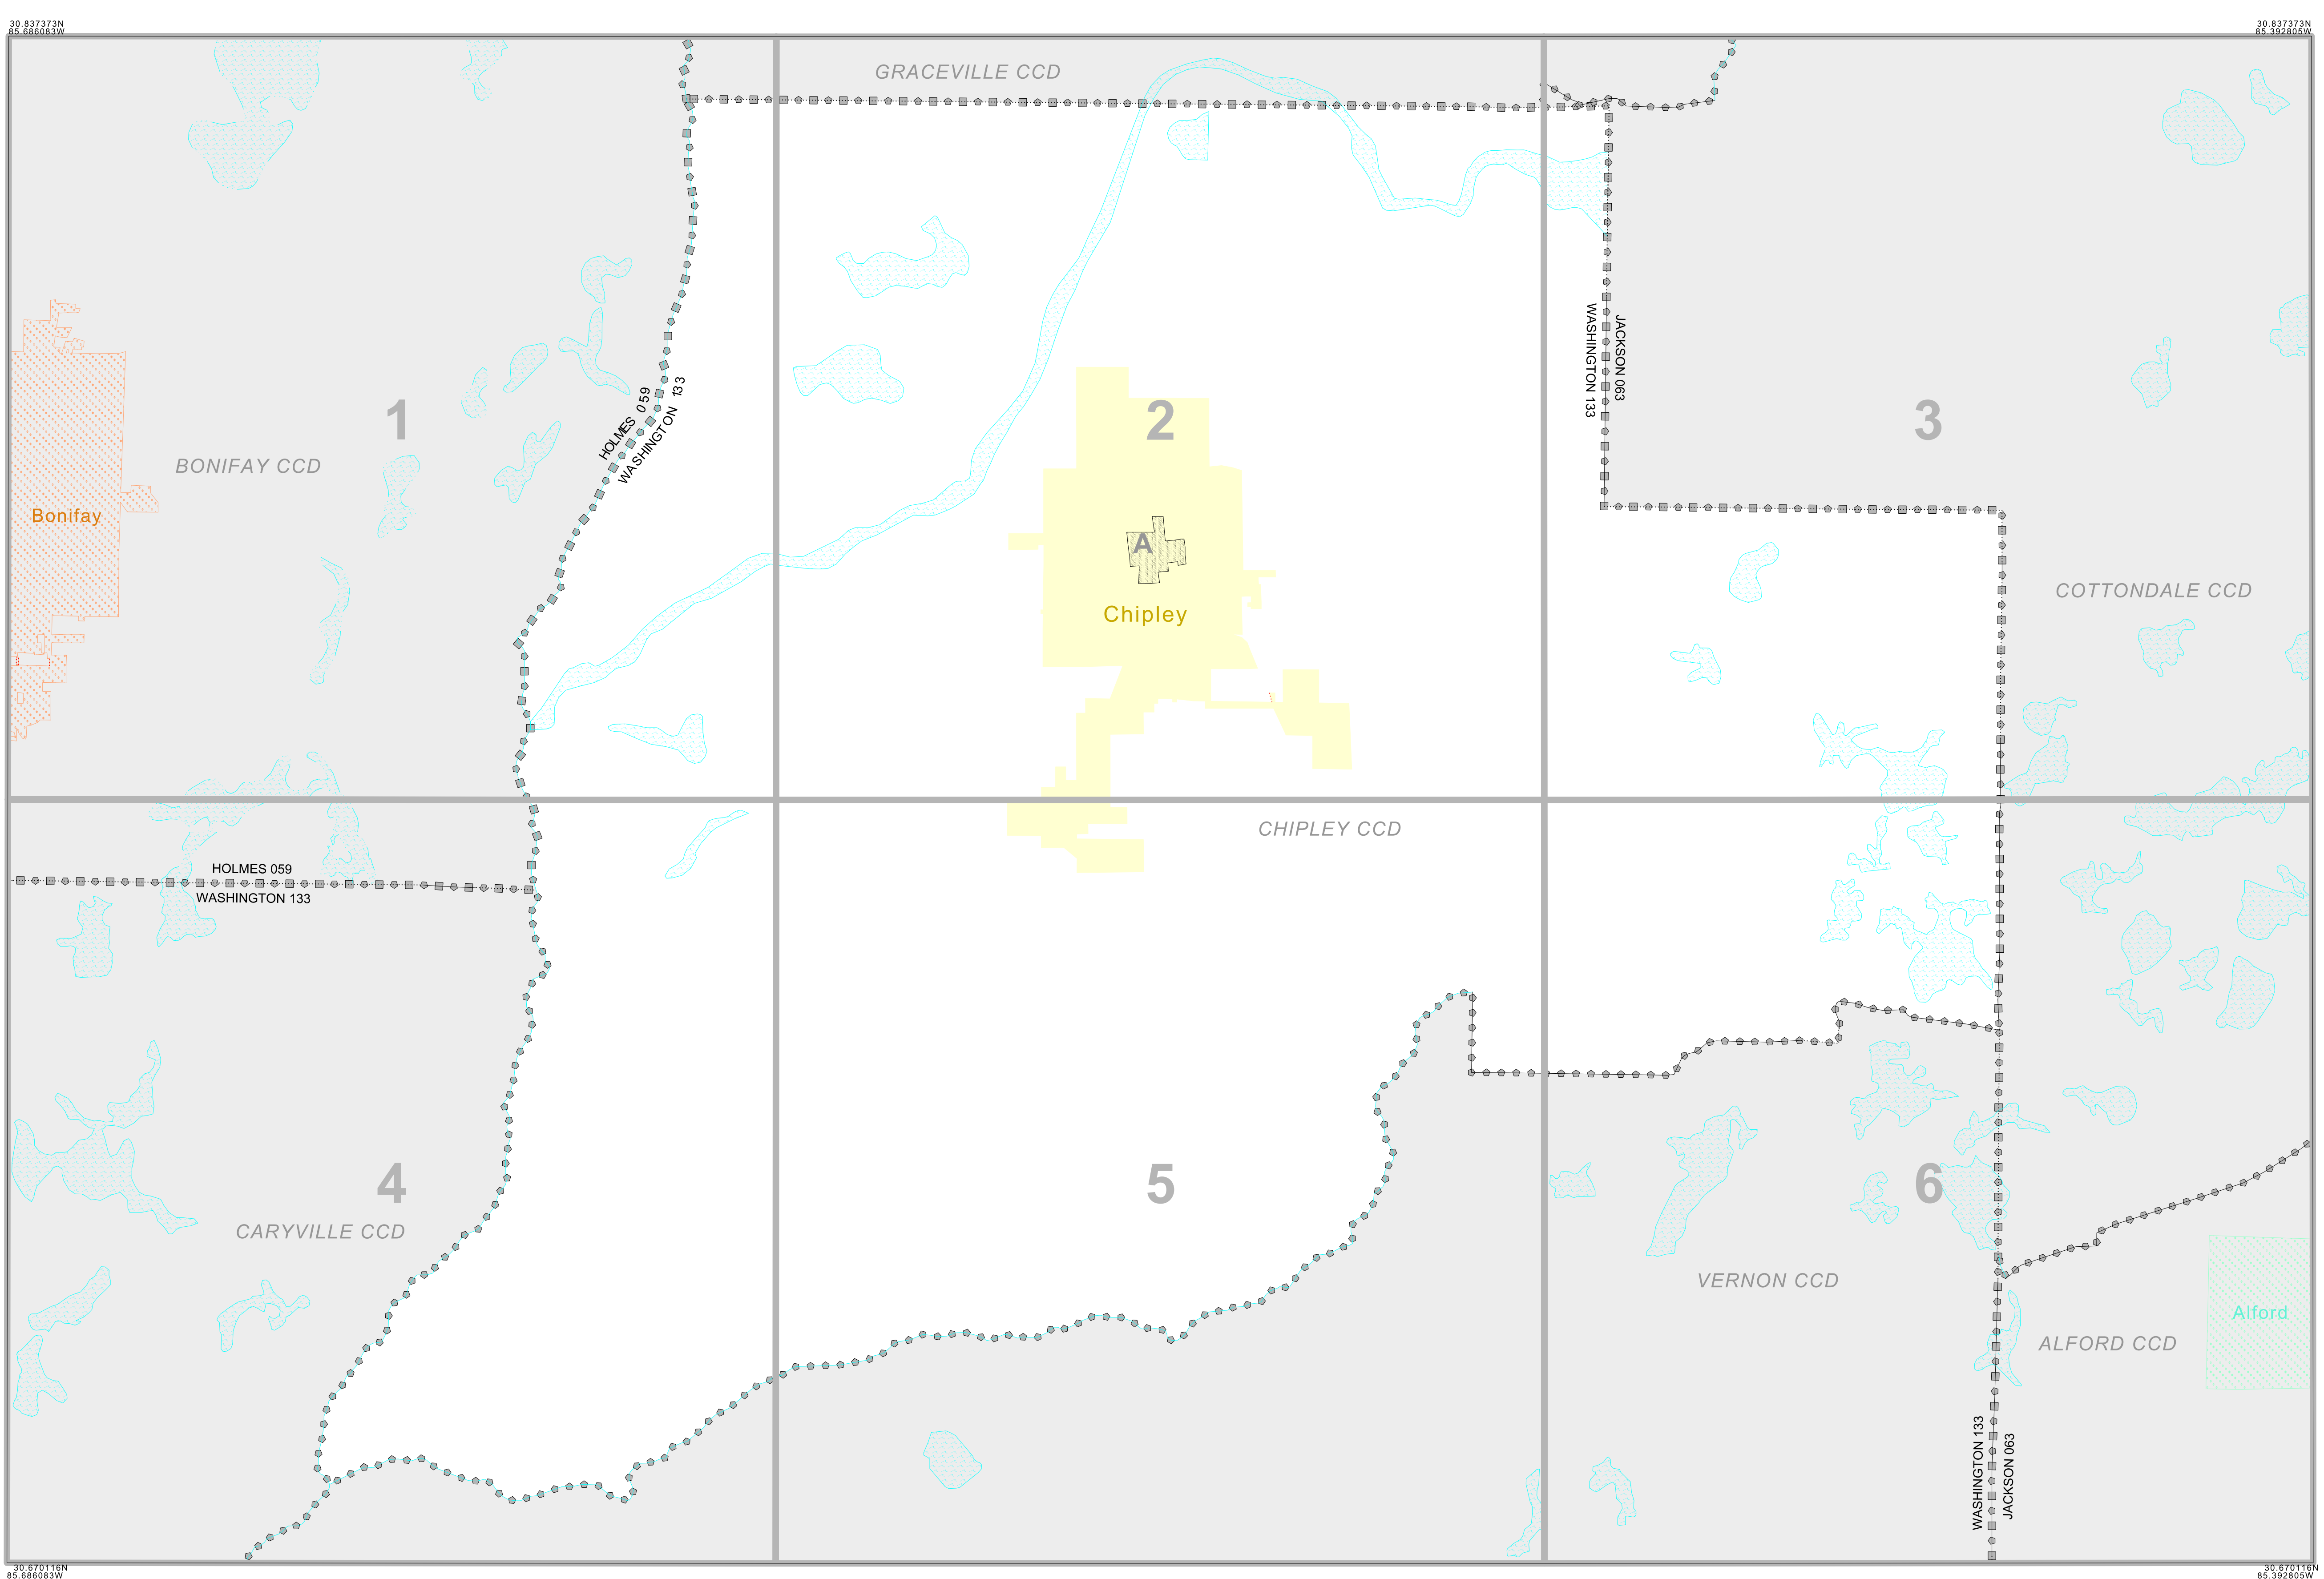 30.837373N
85.686083W
30.837373N
85.392805W
GRACEVILLE CCD
WASHINGTON 133
JACKSON 063
HOLMES 059
WASHINGTON 133
1
2
3
BONIFAY CCD
Bonifay
A
COTTONDALE CCD
Chipley
CHIPLEY CCD
HOLMES 059
WASHINGTON 133
4
5
6
CARYVILLE CCD
VERNON CCD
Alford
ALFORD CCD
WASHINGTON 133
JACKSON 063
30.670116N
85.686083W
30.670116N
85.392805W